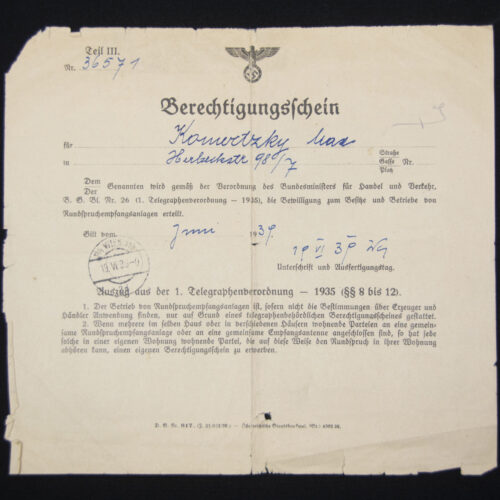 Teil III.
Nr. 36571
Berechtigungsschein
für Komwitzky Max
in Herbeckstr 98/7 Straße
Gasse Nr.
Platz
Dem Genannten wird gemäß der Verordnung des Bundesministers für Handel und Verkehr,
Der
B. G. Bl. Nr. 26 (1. Telegraphenverordnung – 1935), die Bewilligung zum Besitze und Betriebe von
Rundspruchempfangsanlagen erteilt.
Gilt vom Juni 1939.
19 VI 39
Unterschrift und Ausfertigungstag.
Auszug aus der 1. Telegraphenverordnung – 1935 (§§ 8 bis 12).
1. Der Betrieb von Rundspruchempfangsanlagen ist, sofern nicht die Bestimmungen über Erzeuger und
Händler Anwendung finden, nur auf Grund eines telegraphenbehördlichen Berechtigungsscheines gestattet.
2. Wenn mehrere im selben Haus oder in verschiedenen Häusern wohnende Parteien an eine gemein-
same Rundspruchempfangsanlage oder an eine gemeinsame Empfangsantenne angeschlossen sind, so hat jede
solche in einer eigenen Wohnung wohnende Partei, die auf diese Weise den Rundspruch in ihrer Wohnung
abhören kann, einen eigenen Berechtigungsschein zu erwerben.